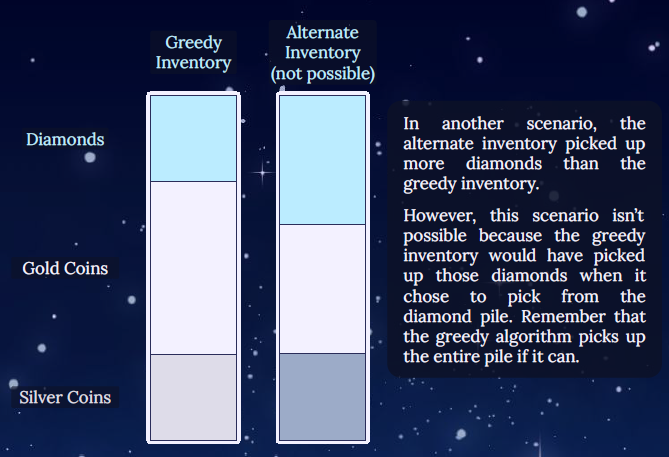 Greedy
Inventory
Alternate
Inventory
(not possible)
Diamonds
Gold Coins
Silver Coins
In another scenario, the
alternate inventory picked up
more diamonds than the
greedy inventory.
However, this scenario isn't
possible because the greedy
inventory would have picked
up those diamonds when it
chose to pick from the
diamond pile. Remember that
the greedy algorithm picks up
the entire pile if it can.